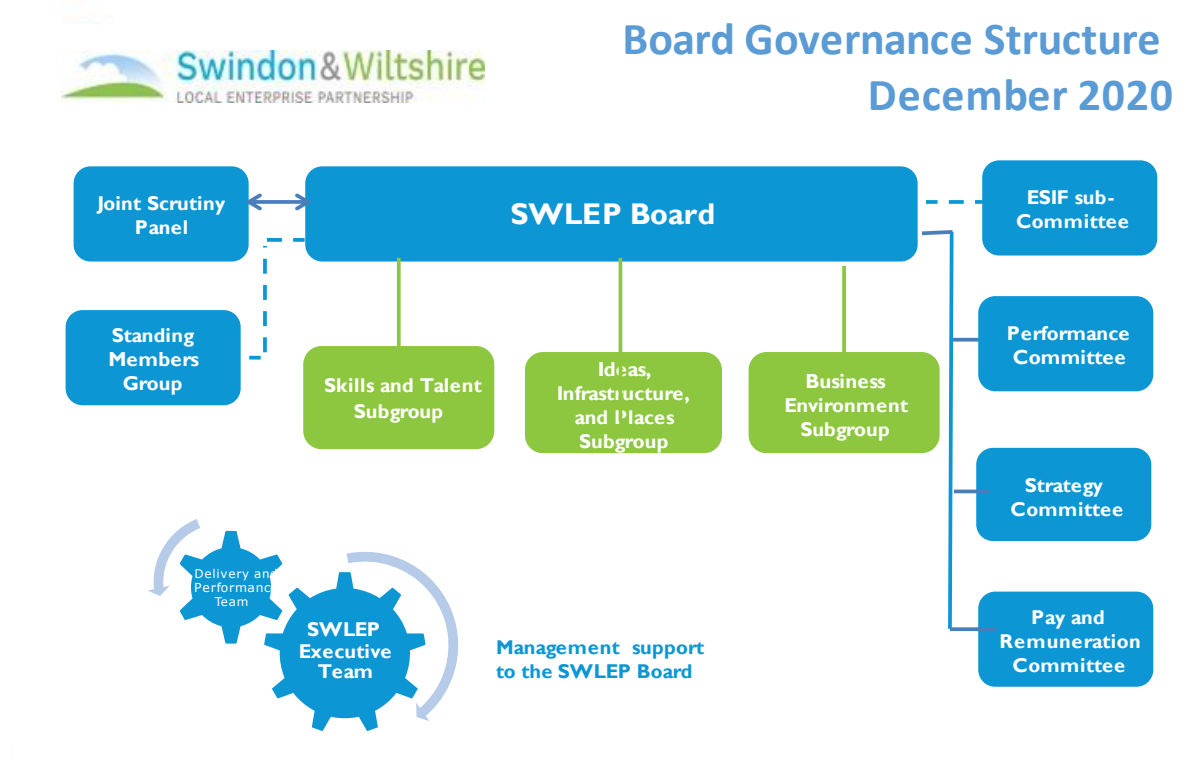 Swindon&Wiltshire
LOCAL ENTERPRISE PARTNERSHIP
Board Governance Structure
December 2020
Joint Scrutiny
Panel
SWLEP Board
ESIF sub-
Committee
Standing
Members
Group
Skills and Talent
Subgroup
Ideas,
Infrastructure,
and Places
Subgroup
Business
Environment
Subgroup
Performance
Committee
Strategy
Committee
Pay and
Remuneration
Committee
Delivery and
Performanc
Team
SWLEP
Executive
Team
Management support
to the SWLEP Board